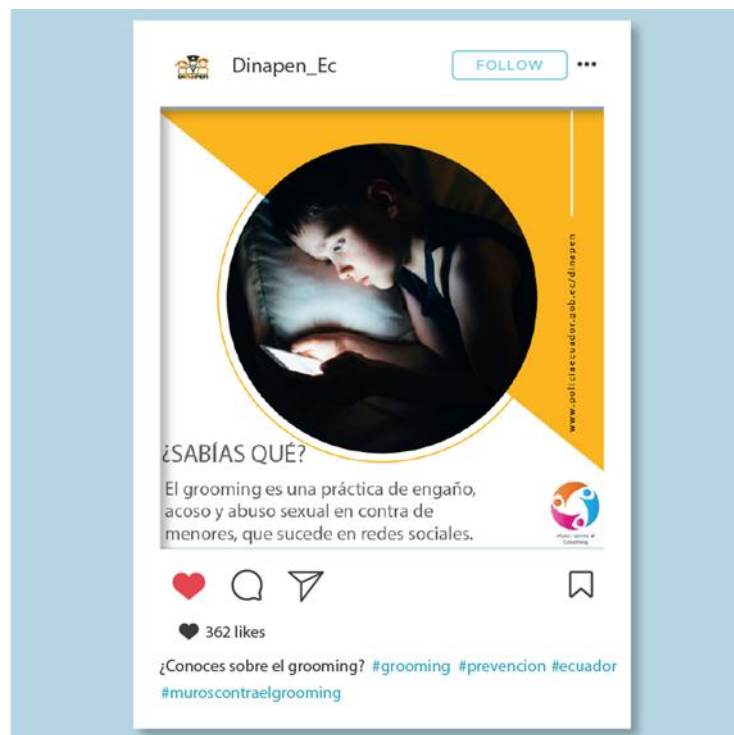 Dinapen_Ec
FOLLOW
DINAPEN
www.policiaecuador.gob.ec/dinapen
¿SABÍAS QUÉ?
El grooming es una práctica de engaño,
acoso y abuso sexual en contra de
menores, que sucede en redes sociales.
Grooming
362 likes
¿Conoces sobre el grooming? #grooming #prevencion #ecuador
#muroscontraelgrooming